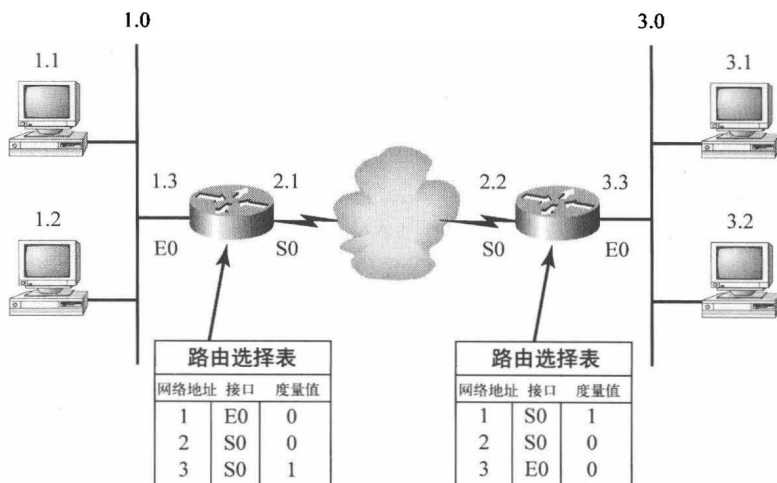 1.0
3.0
1.1
3.1
1.2
1.3
2.1
2.2
3.3
3.2
E0
S0
S0
E0
路由选择表
网络地址 接口 度量值
1 E0 0
2 S0 0
3 S0 1
路由选择表
网络地址 接口 度量值
1 S0 1
2 S0 0
3 E0 0